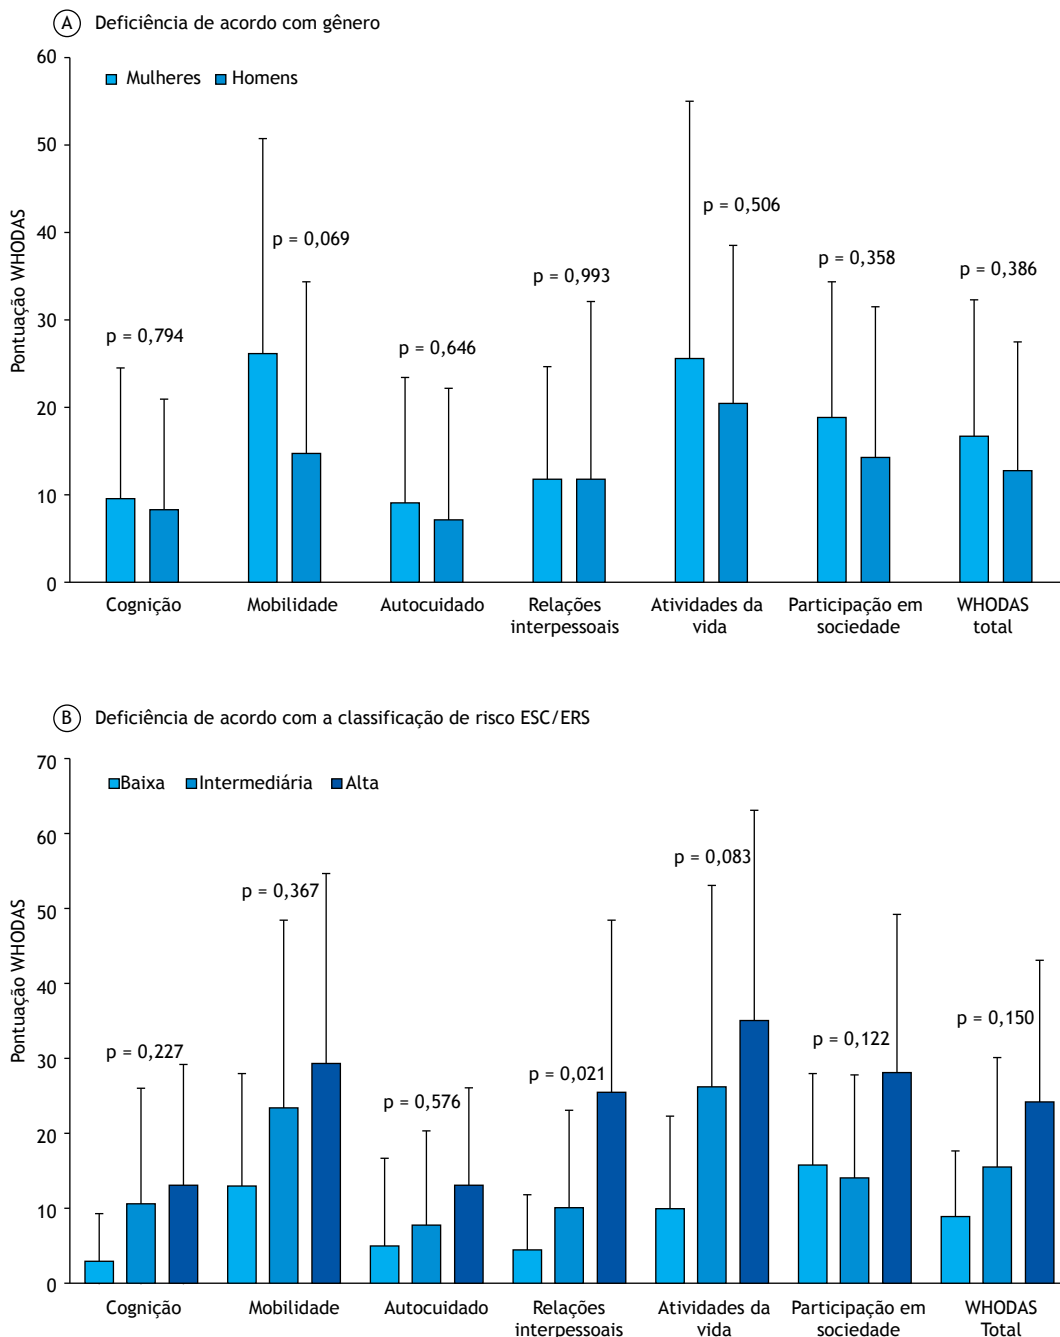 A Deficiência de acordo com gênero
60
50
40
30
20
10
0
Pontuação WHODAS
Mulheres Homens
p = 0,794
p = 0,069
p = 0,646
p = 0,993
p = 0,506
p = 0,358
p = 0,386
Cognição
Mobilidade
Autocuidado
Relações
interpessoais
Atividades da
vida
Participação em
sociedade
WHODAS
total
B Deficiência de acordo com a classificação de risco ESC/ERS
70
60
50
40
30
20
10
0
Pontuação WHODAS
Baixa Intermediária Alta
p = 0,227
p = 0,367
p = 0,576
p = 0,021
p = 0,083
p = 0,122
p = 0,150
Cognição
Mobilidade
Autocuidado
Relações
interpessoais
Atividades da
vida
Participação em
sociedade
WHODAS
Total